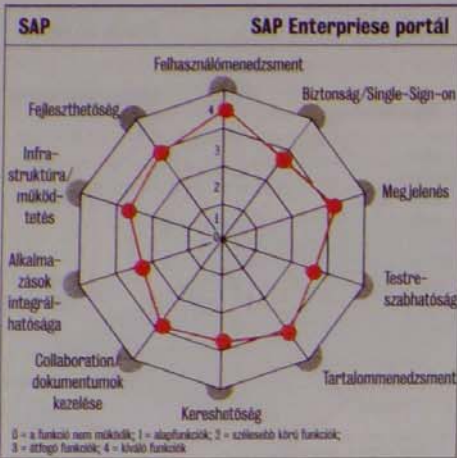 SAP SAP Enterpriese portál
Felhasználómenedzsment
Biztonság/Single-Sign-on
Fejleszthetőség
4
3
2
1
0
Infra-
struktúra/
működ-
tetés
Megjelenés
Alkalma-
zások
integrál-
hatósága
Testre-
szabhatóság
Collaboration/
dokumentumok
kezelése
Tartalommenedzsment
Kereshetőség
0 = a funkció nem működik; 1 = alapfunkciók; 2 = szélesebb körű funkciók;
3 = átfogó funkciók; 4 = kiváló funkciók